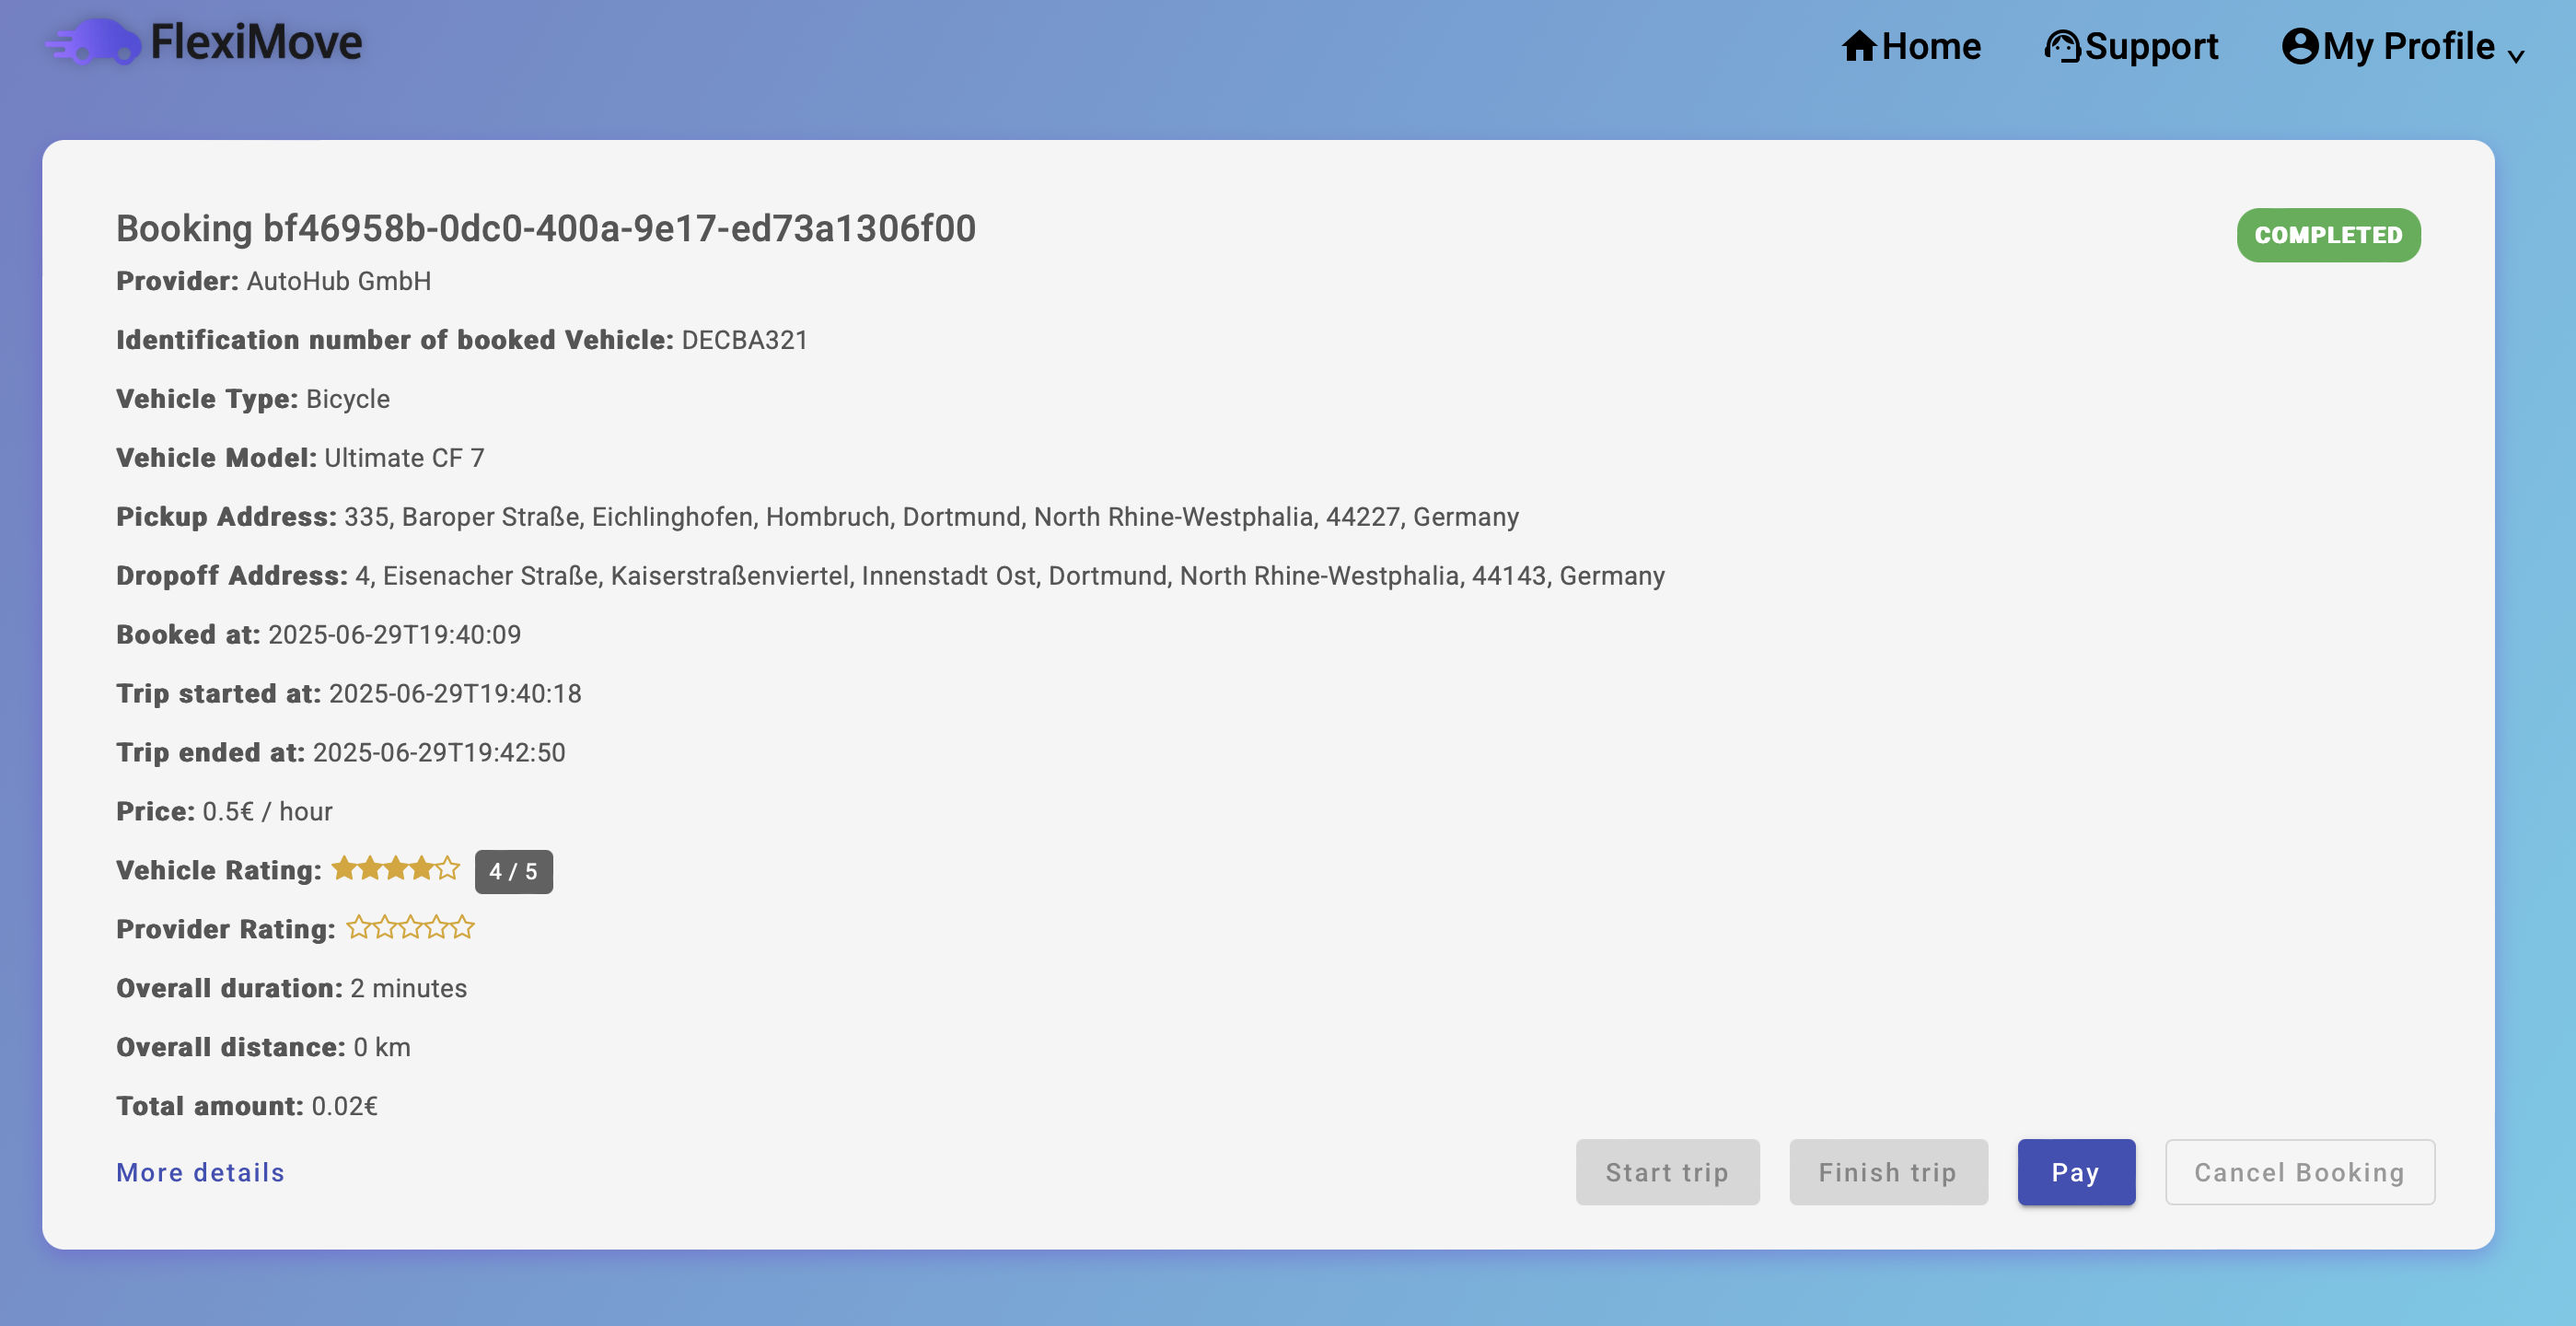 FlexiMove
Home Support My Profile
Booking bf46958b-0dc0-400a-9e17-ed73a1306f00
COMPLETED
Provider: AutoHub GmbH
Identification number of booked Vehicle: DECBA321
Vehicle Type: Bicycle
Vehicle Model: Ultimate CF 7
Pickup Address: 335, Baroper Straße, Eichlinghofen, Hombruch, Dortmund, North Rhine-Westphalia, 44227, Germany
Dropoff Address: 4, Eisenacher Straße, Kaiserstraßenviertel, Innenstadt Ost, Dortmund, North Rhine-Westphalia, 44143, Germany
Booked at: 2025-06-29T19:40:09
Trip started at: 2025-06-29T19:40:18
Trip ended at: 2025-06-29T19:42:50
Price: 0.5€ / hour
Vehicle Rating: 4 / 5
Provider Rating:
Overall duration: 2 minutes
Overall distance: 0 km
Total amount: 0.02€
More details
Start trip Finish trip Pay Cancel Booking